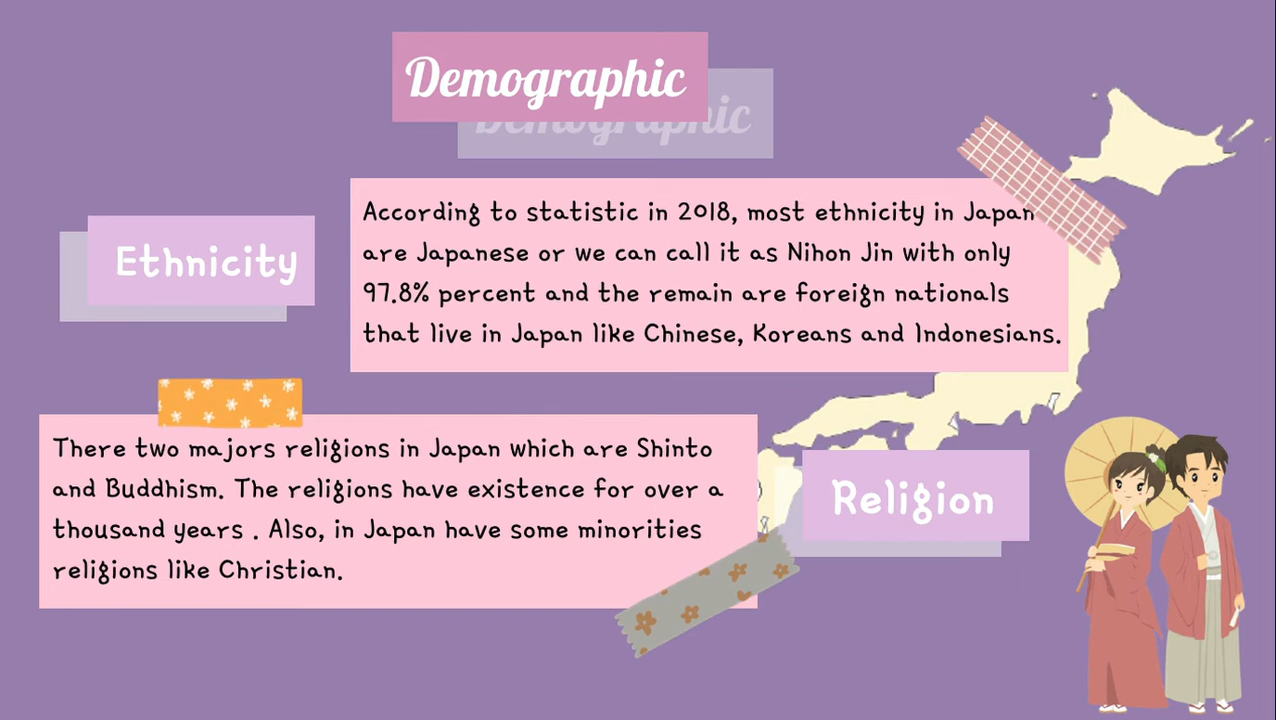 Demographic
Demographic
Ethnicity
According to statistic in 2018, most ethnicity in Japan
are Japanese or we can call it as Nihon Jin with only
97.8% percent and the remain are foreign nationals
that live in Japan like Chinese, Koreans and Indonesians.
There two majors religions in Japan which are Shinto
and Buddhism. The religions have existence for over a
thousand years . Also, in Japan have some minorities
religions like Christian.
Religion